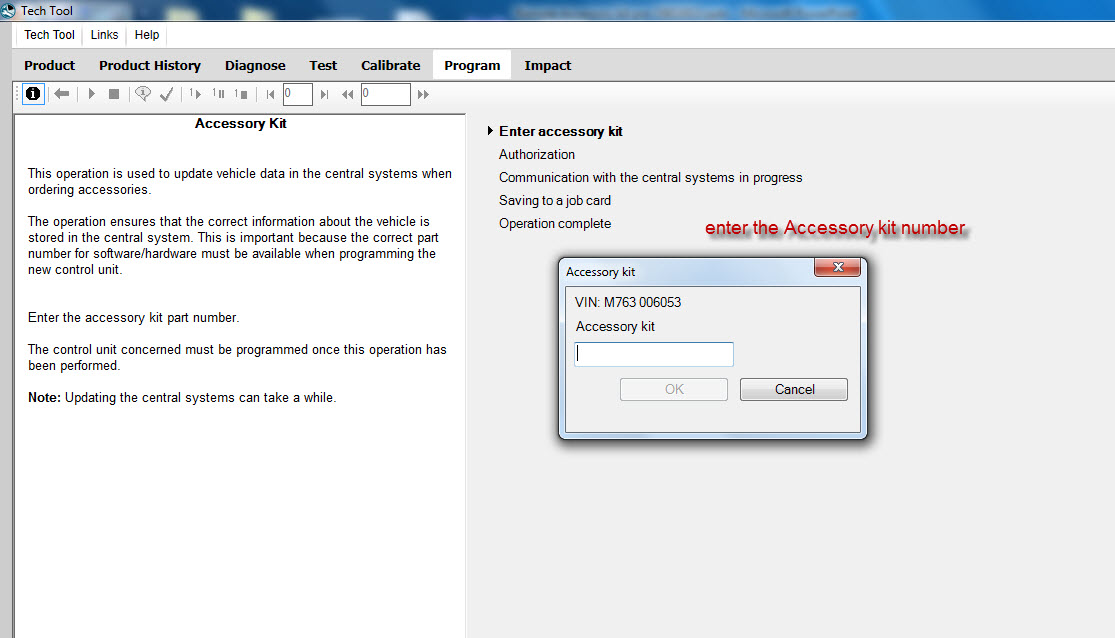 Tech Tool
Tech Tool Links Help
Product Product History Diagnose Test Calibrate Program Impact
0 0
Accessory Kit
This operation is used to update vehicle data in the central systems when
ordering accessories.
The operation ensures that the correct information about the vehicle is
stored in the central system. This is important because the correct part
number for software/hardware must be available when programming the
new control unit.
Enter the accessory kit part number.
The control unit concerned must be programmed once this operation has
been performed.
Note: Updating the central systems can take a while.
Enter accessory kit
Authorization
Communication with the central systems in progress
Saving to a job card
Operation complete
enter the Accessory kit number
Accessory kit
VIN: M763 006053
Accessory kit
OK Cancel